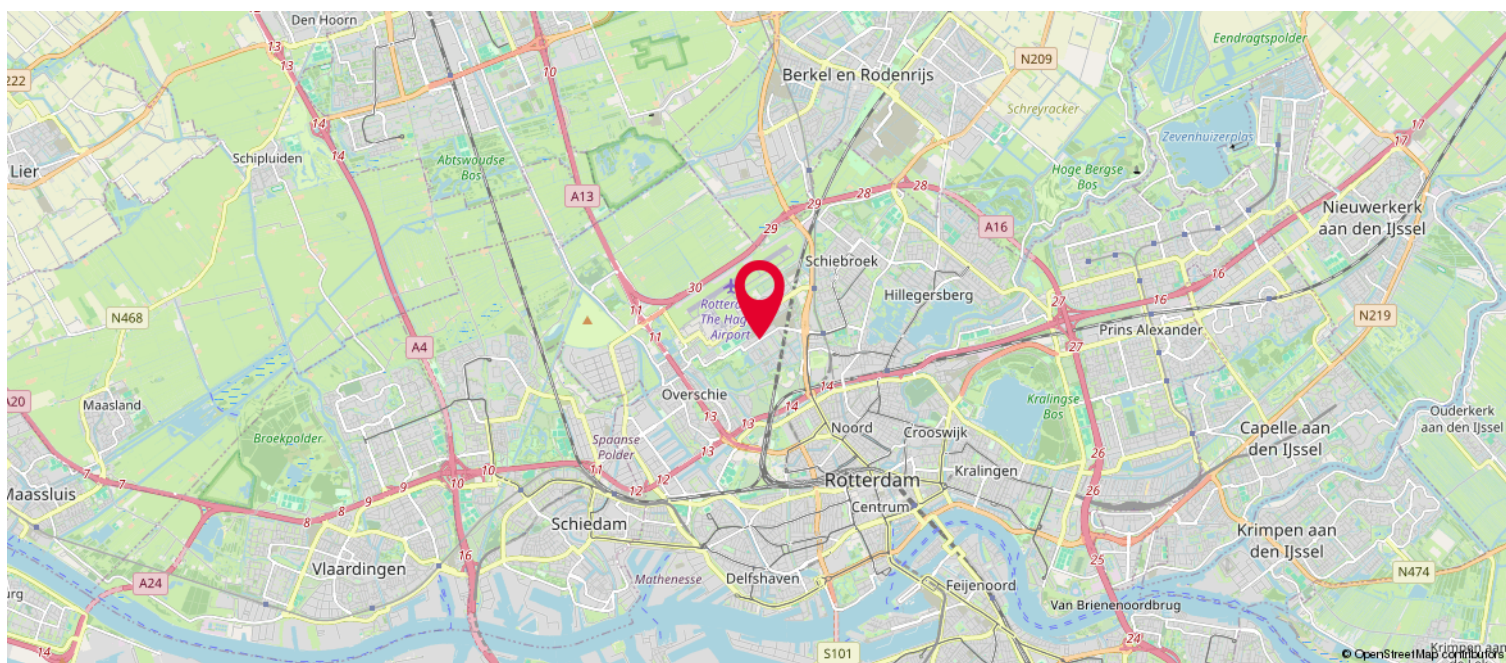 Den Hoorn
13
13
222
10
Berkel en Rodenrijs
N209
Eendragtspolder
Schreyracker
Zevenhuizerplas
17
17
14
14
Lier
Schipluiden
Abtswoudse
Bos
A13
28
28
29
29
Hoge Bergse
Bos
A16
Nieuwerkerk
aan den IJssel
Schiebroek
16
16
30
Hillegersberg
27
27
N468
11
11
The Hag
Airport
Prins Alexander
N219
A4
A20
Maasland
Overschie
14
14
13
13
13
Kralingse
Bos
Ouderkerk
aan den IJssel
Broekpolder
Spaanse
Polder
Noord
Crooswijk
Capelle aan
den IJssel
7
7
10
10
11
12
9
9
8
8
26
26
Kralingen
Maassluis
Rotterdam
Centrum
Schiedam
Krimpen aan
den IJssel
16
Vlaardingen
25
A24
Mathenesse
Delfshaven
Feijenoord
N474
urg
Van Brienenoordbrug
24
14
S101
© OpenStreetMap contributors